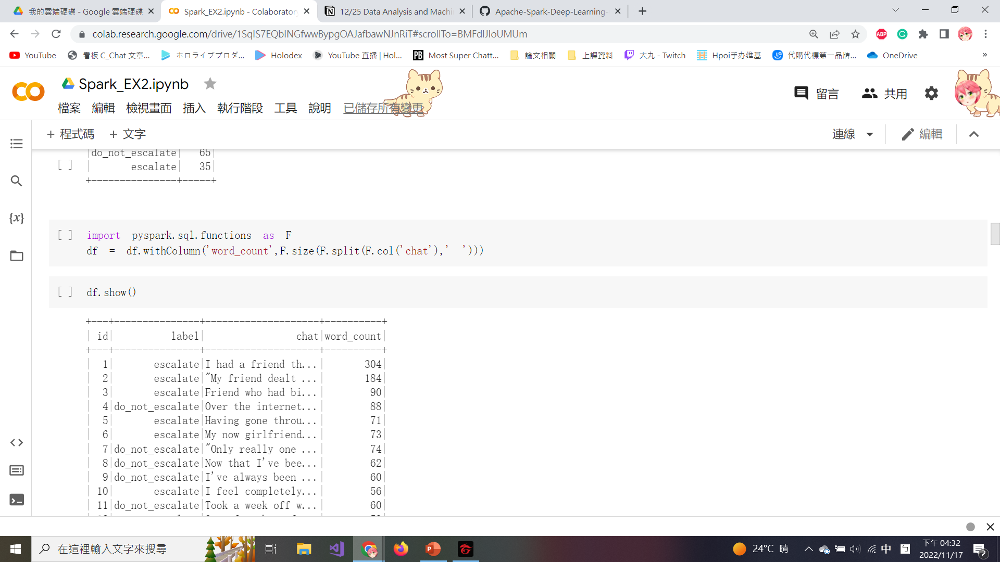 我的雲端硬碟 - Google 雲端硬碟
Spark_EX2.ipynb - Colaboratory
12/25 Data Analysis and Machi
Apache-Spark-Deep-Learning-
colab.research.google.com/drive/1SqlS7EQbINGfwwBypgOAJafbawNJnRiT#scrollTo=BMFdlJIoUMUm
ABP
YouTube
看板 C_Chat 文章...
ホロライブプロダ...
Holodex
YouTube 直播 | Hol...
PB
Most Super Chatt...
論文相關
上課資料
大丸 - Twitch
Hpoi手办维基
代購代標第一品牌...
OneDrive
»
Spark_EX2.ipynb
留言
共用
檔案 編輯 檢視畫面 插入 執行階段 工具 說明 已儲存所有變更
+ 程式碼 + 文字
連線
編輯
|do_not_escalate| 65|
[ ] | escalate| 35|
+---------------+-----+
{x}
[ ] import pyspark.sql.functions as F
df = df.withColumn('word_count',F.size(F.split(F.col('chat'),' ')))
[ ] df.show()
+---+---------------+--------------------+----------+
| id| label| chat|word_count|
+---+---------------+--------------------+----------+
| 1| escalate|I had a friend th...| 304|
| 2| escalate|"My friend dealt ...| 184|
| 3| escalate|Friend who had bi...| 90|
| 4|do_not_escalate|Over the internet...| 88|
| 5| escalate|Having gone throu...| 71|
| 6| escalate|My now girlfriend...| 73|
| 7|do_not_escalate|"Only really one ...| 74|
| 8|do_not_escalate|Now that I've bee...| 62|
| 9|do_not_escalate|I've always been ...| 60|
| 10| escalate|I feel completely...| 56|
| 11|do_not_escalate|Took a week off w...| 60|
在這裡輸入文字來搜尋
24°C 晴
中
下午 04:32
2022/11/17
2